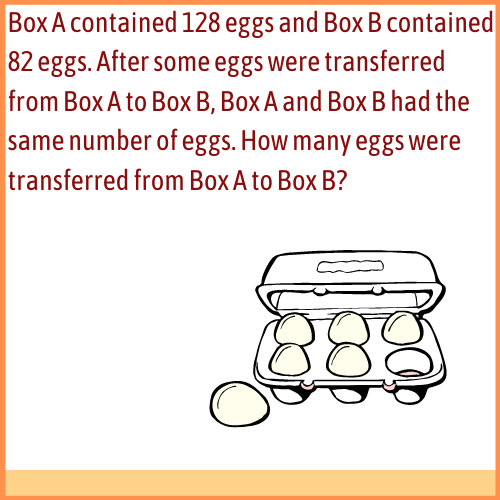 Box A contained 128 eggs and Box B contained
82 eggs. After some eggs were transferred
from Box A to Box B, Box A and Box B had the
same number of eggs. How many eggs were
transferred from Box A to Box B?